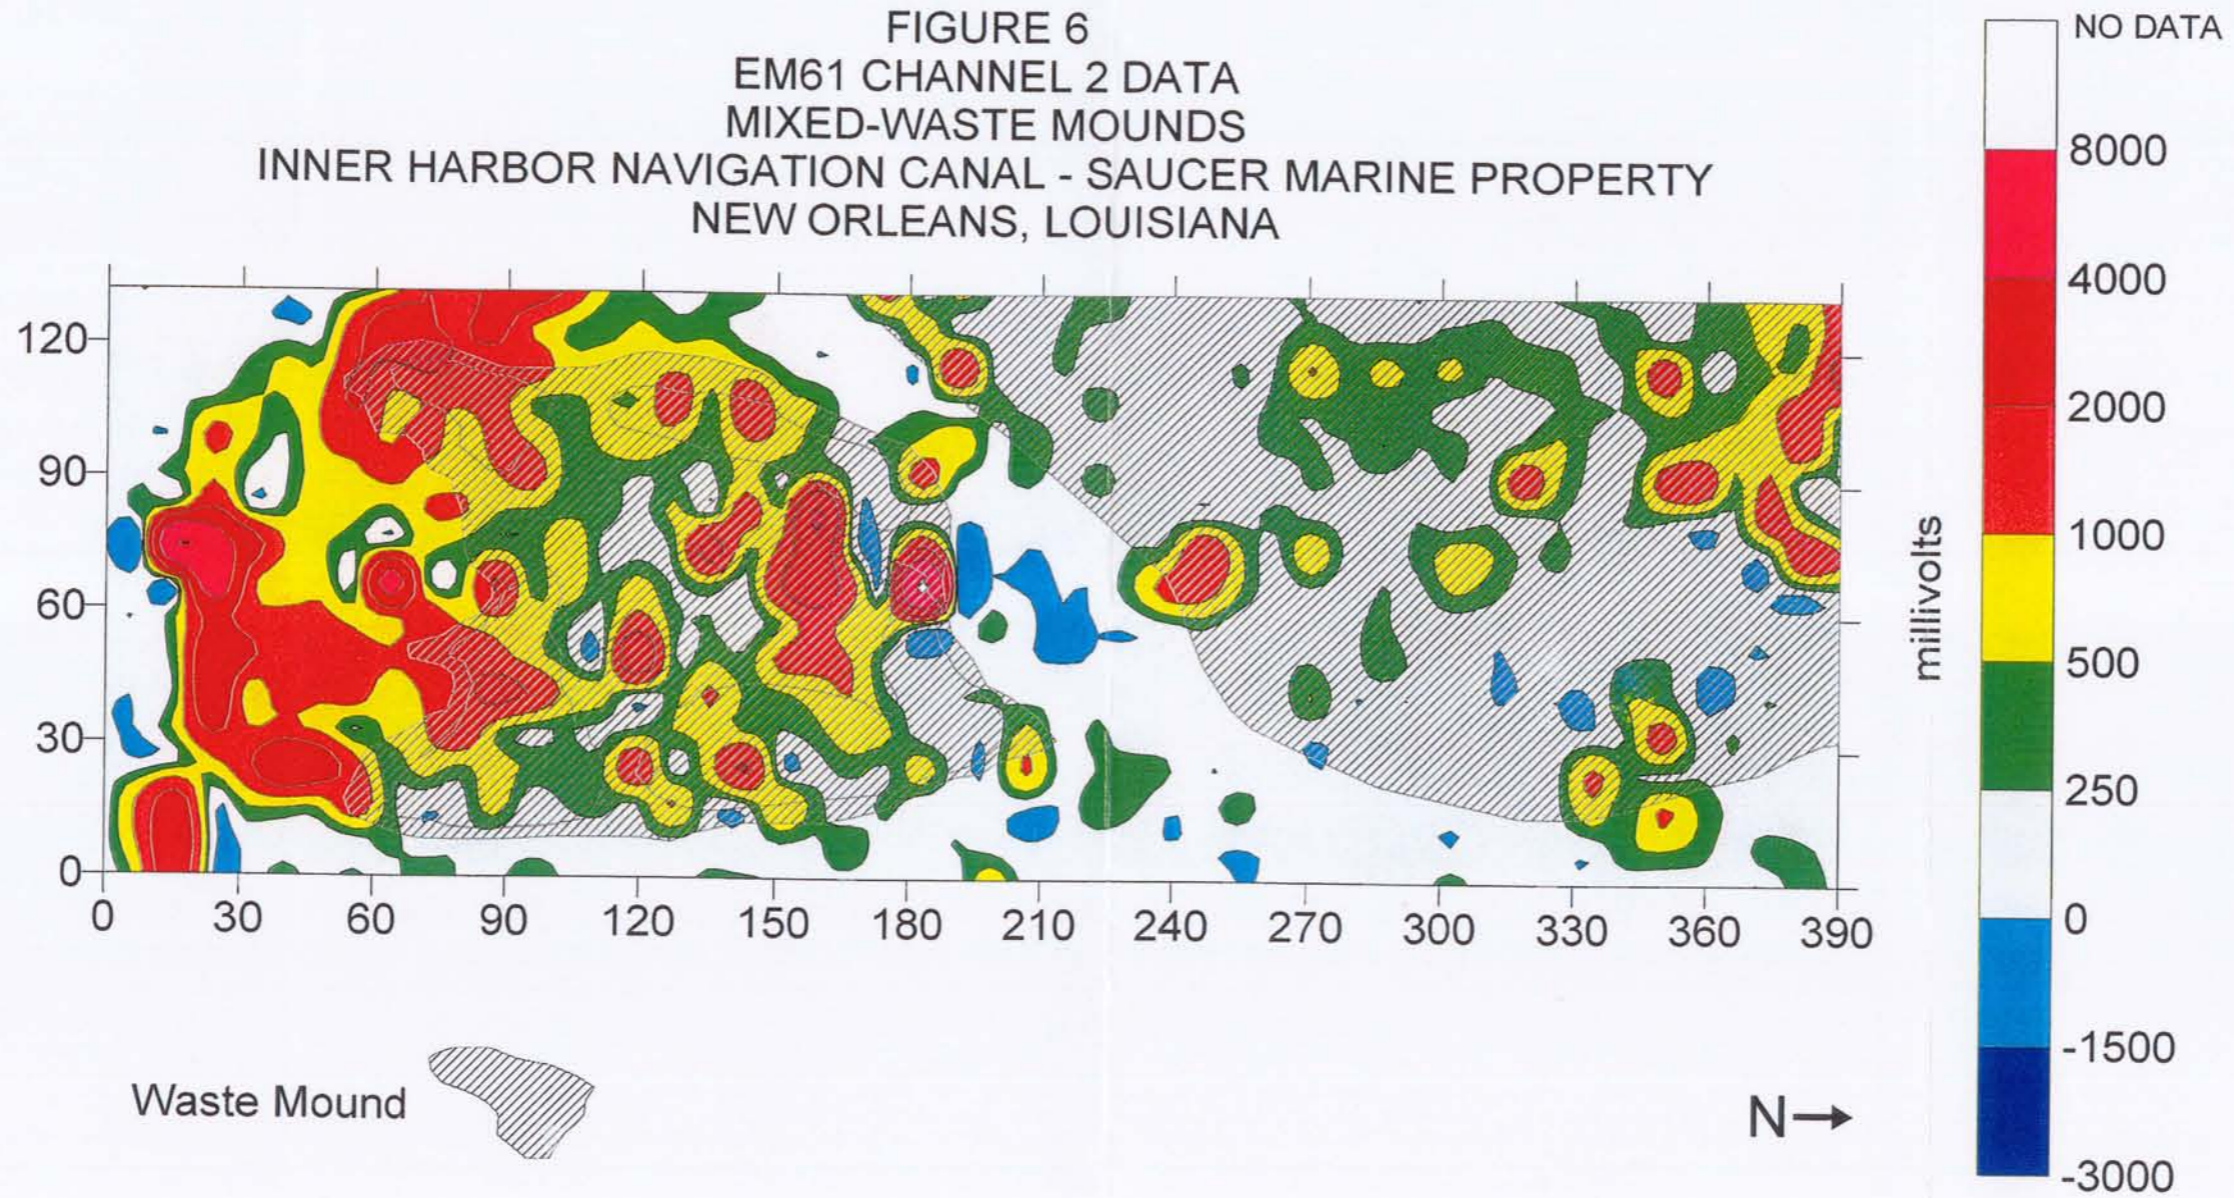 FIGURE 6
EM61 CHANNEL 2 DATA
MIXED-WASTE MOUNDS
INNER HARBOR NAVIGATION CANAL - SAUCER MARINE PROPERTY
NEW ORLEANS, LOUISIANA
NO DATA
8000
4000
2000
1000
500
250
0
-1500
-3000
millivolts
120
90
60
30
0
0 30 60 90 120 150 180 210 240 270 300 330 360 390
Waste Mound
N